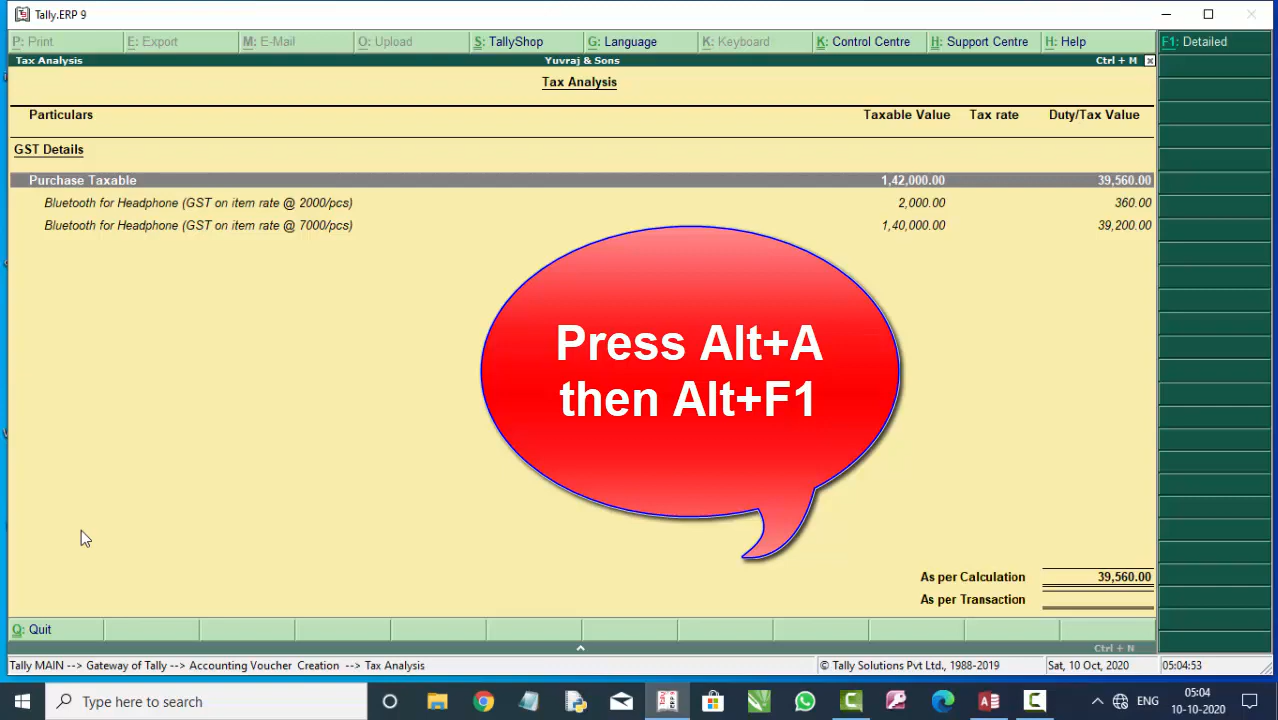 Tally.ERP 9
P: Print E: Export M: E-Mail O: Upload S: TallyShop G: Language K: Keyboard K: Control Centre H: Support Centre H: Help F1: Detailed
Tax Analysis Yuvraj & Sons Ctrl + M
Tax Analysis
Particulars Taxable Value Tax rate Duty/Tax Value
GST Details
Purchase Taxable 1,42,000.00 39,560.00
Bluetooth for Headphone (GST on item rate @ 2000/pcs) 2,000.00 360.00
Bluetooth for Headphone (GST on item rate @ 7000/pcs) 1,40,000.00 39,200.00
Press Alt+A
then Alt+F1
As per Calculation 39,560.00
As per Transaction
Q: Quit
Ctrl + N
Tally MAIN --> Gateway of Tally --> Accounting Voucher Creation --> Tax Analysis © Tally Solutions Pvt Ltd., 1988-2019 Sat, 10 Oct, 2020 05:04:53
Type here to search ENG 05:04
10-10-2020